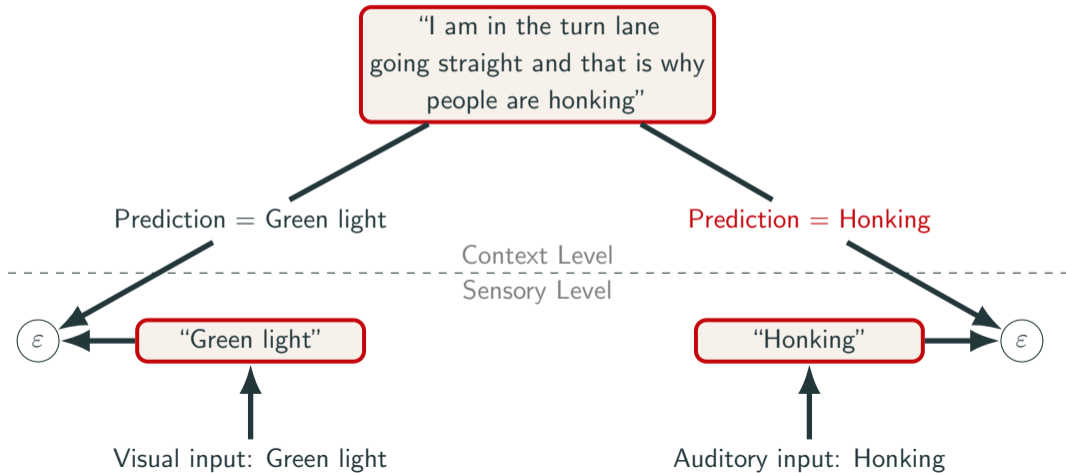 “I am in the turn lane
going straight and that is why
people are honking”
Prediction = Green light
Prediction = Honking
Context Level
Sensory Level
ε
“Green light”
“Honking”
ε
Visual input: Green light
Auditory input: Honking